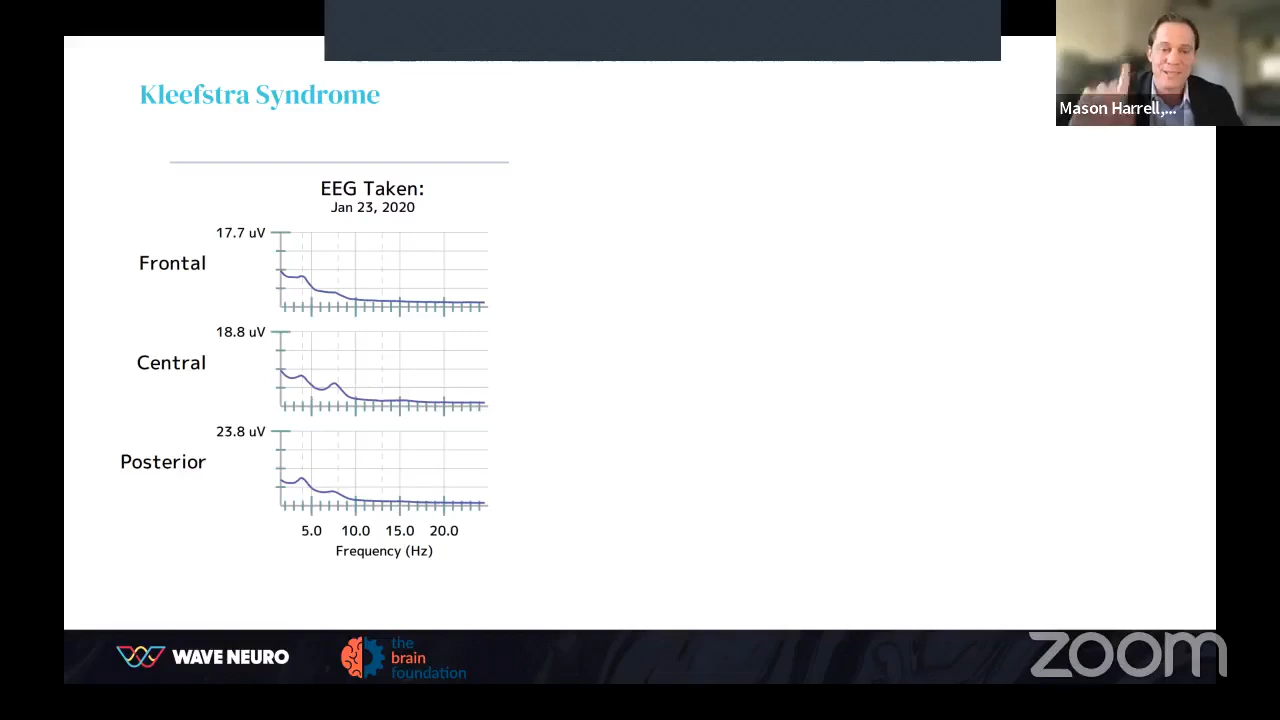 Kleefstra Syndrome
Mason Harrell,...
EEG Taken:
Jan 23, 2020
17.7 uV
Frontal
18.8 uV
Central
23.8 uV
Posterior
5.0 10.0 15.0 20.0
Frequency (Hz)
WAVE NEURO
the
brain
foundation
zoom